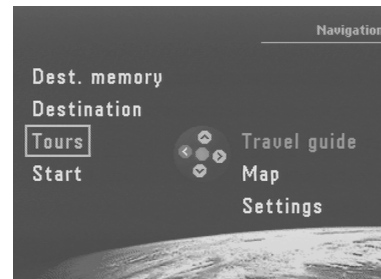 Navigation
Dest. memory
Destination
Tours
Travel guide
Start
Map
Settings